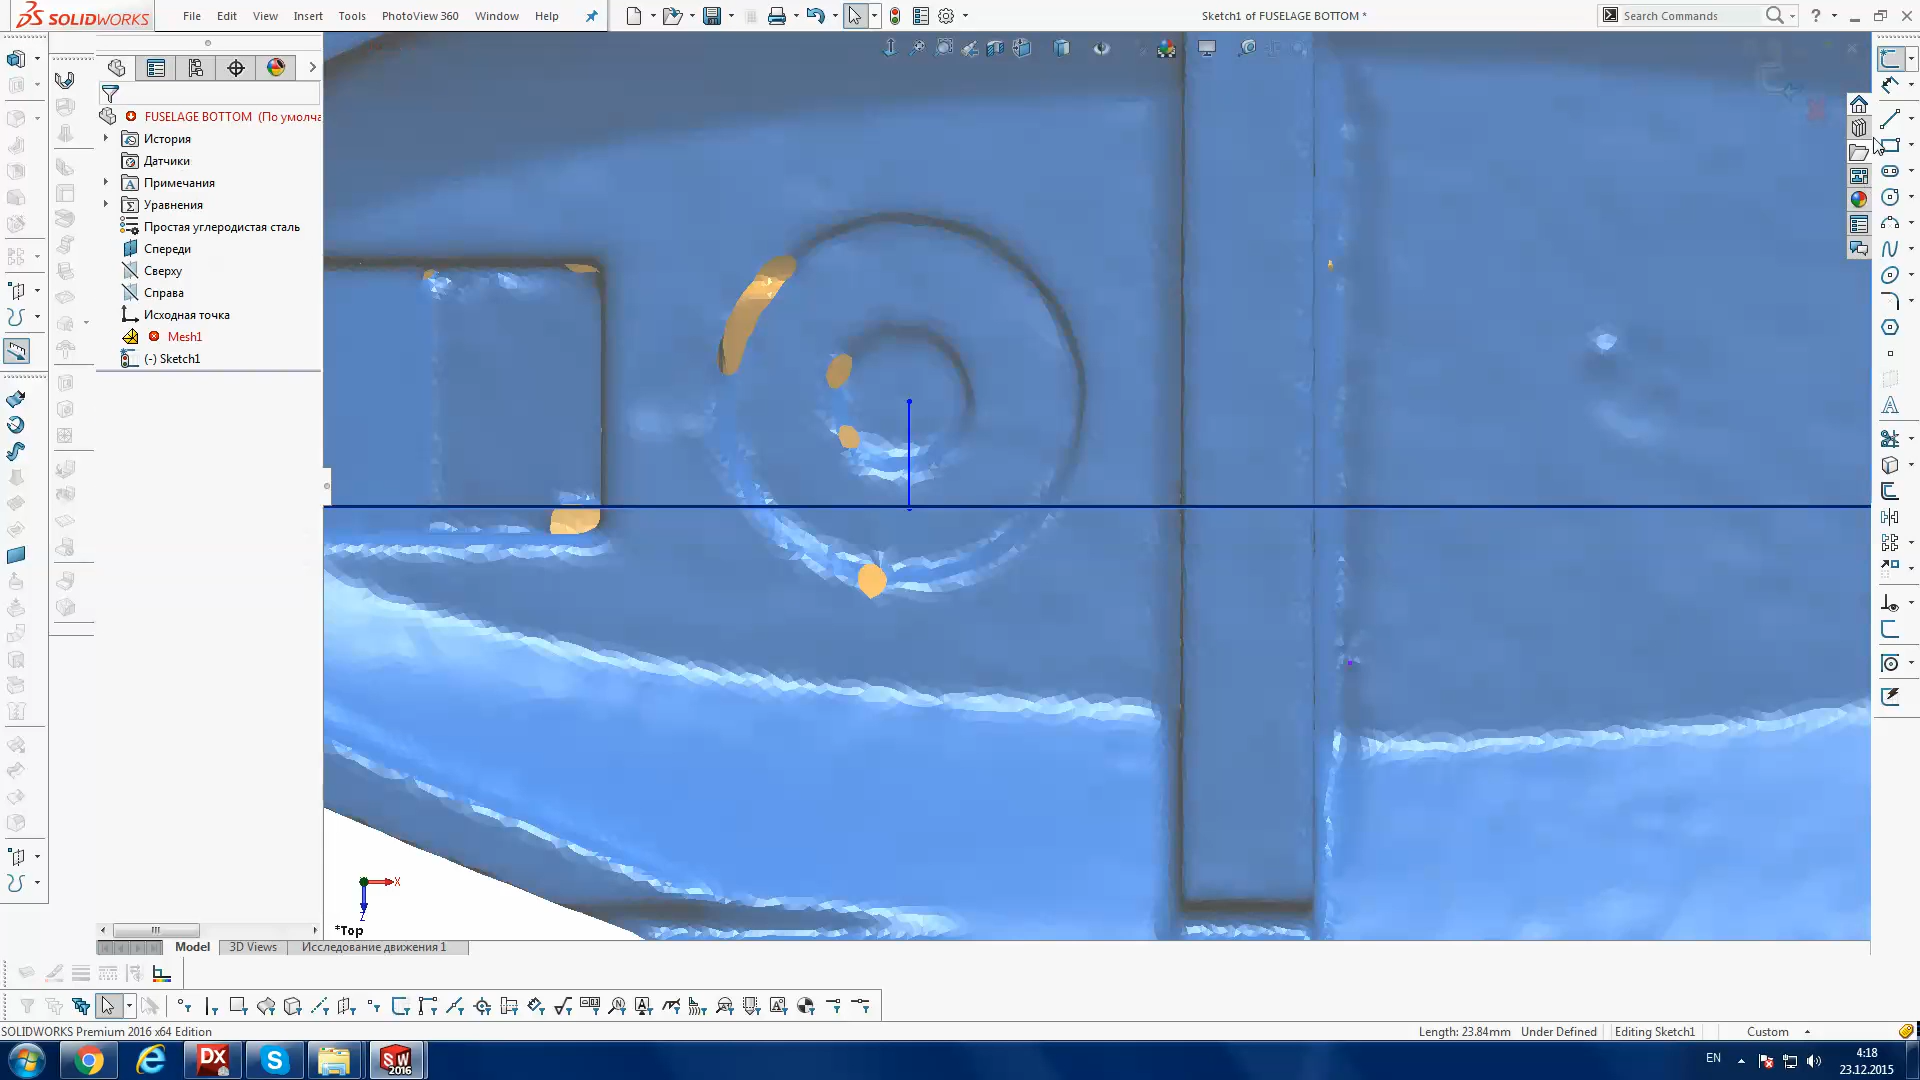 SOLIDWORKS
File Edit View Insert Tools PhotoView 360 Window Help
Sketch1 of FUSELAGE BOTTOM *
Search Commands
FUSELAGE BOTTOM (По умолча
История
Датчики
Примечания
Уравнения
Простая углеродистая сталь
Спереди
Сверху
Справа
Исходная точка
Mesh1
(-) Sketch1
X
Z
*Top
Model 3D Views Исследование движения 1
SOLIDWORKS Premium 2016 x64 Edition
Length: 23.84mm Under Defined Editing Sketch1 Custom
DX
SW
2016
EN
4:18
23.12.2015